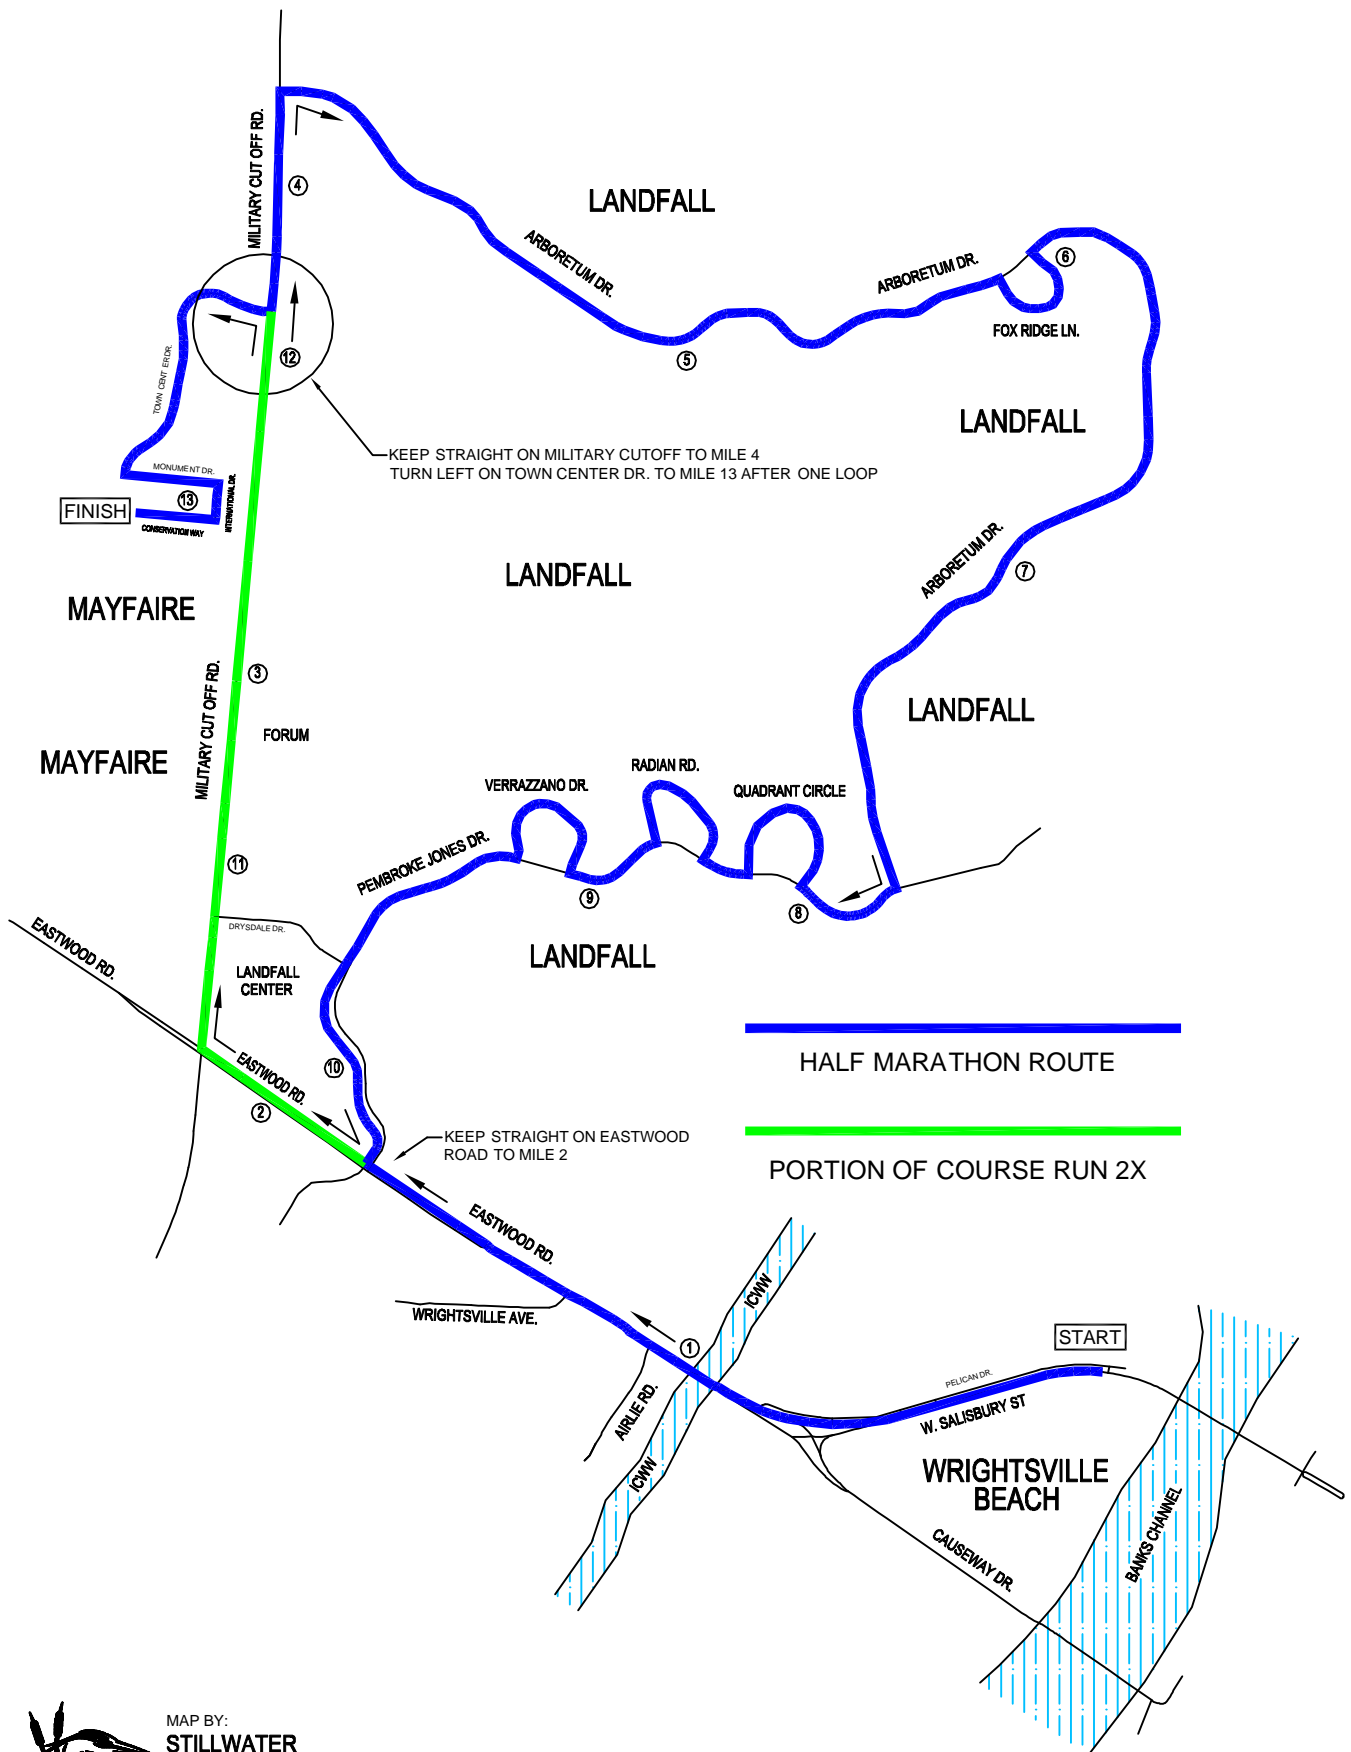 MILITARY CUT OFF RD.
4
LANDFALL
ARBORETUM DR.
ARBORETUM DR.
6
FOX RIDGE LN.
12
5
TOWN CENTER DR.
LANDFALL
KEEP STRAIGHT ON MILITARY CUTOFF TO MILE 4
TURN LEFT ON TOWN CENTER DR. TO MILE 13 AFTER ONE LOOP
MONUMENT DR.
INTERNATIONAL DR.
13
FINISH
CONSERVATION WAY
ARBORETUM DR.
7
LANDFALL
MAYFAIRE
3
MILITARY CUT OFF RD.
LANDFALL
FORUM
MAYFAIRE
VERRAZZANO DR.
RADIAN RD.
QUADRANT CIRCLE
PEMBROKE JONES DR.
11
9
8
DRYSDALE DR.
EASTWOOD RD.
LANDFALL
LANDFALL
CENTER
10
EASTWOOD RD.
2
HALF MARATHON ROUTE
KEEP STRAIGHT ON EASTWOOD
ROAD TO MILE 2
PORTION OF COURSE RUN 2X
EASTWOOD RD.
ICWW
WRIGHTSVILLE AVE.
1
START
PELICAN DR.
W. SALISBURY ST
AIRLIE RD.
ICWW
WRIGHTSVILLE
BEACH
CAUSEWAY DR.
BANKS CHANNEL
MAP BY:
STILLWATER